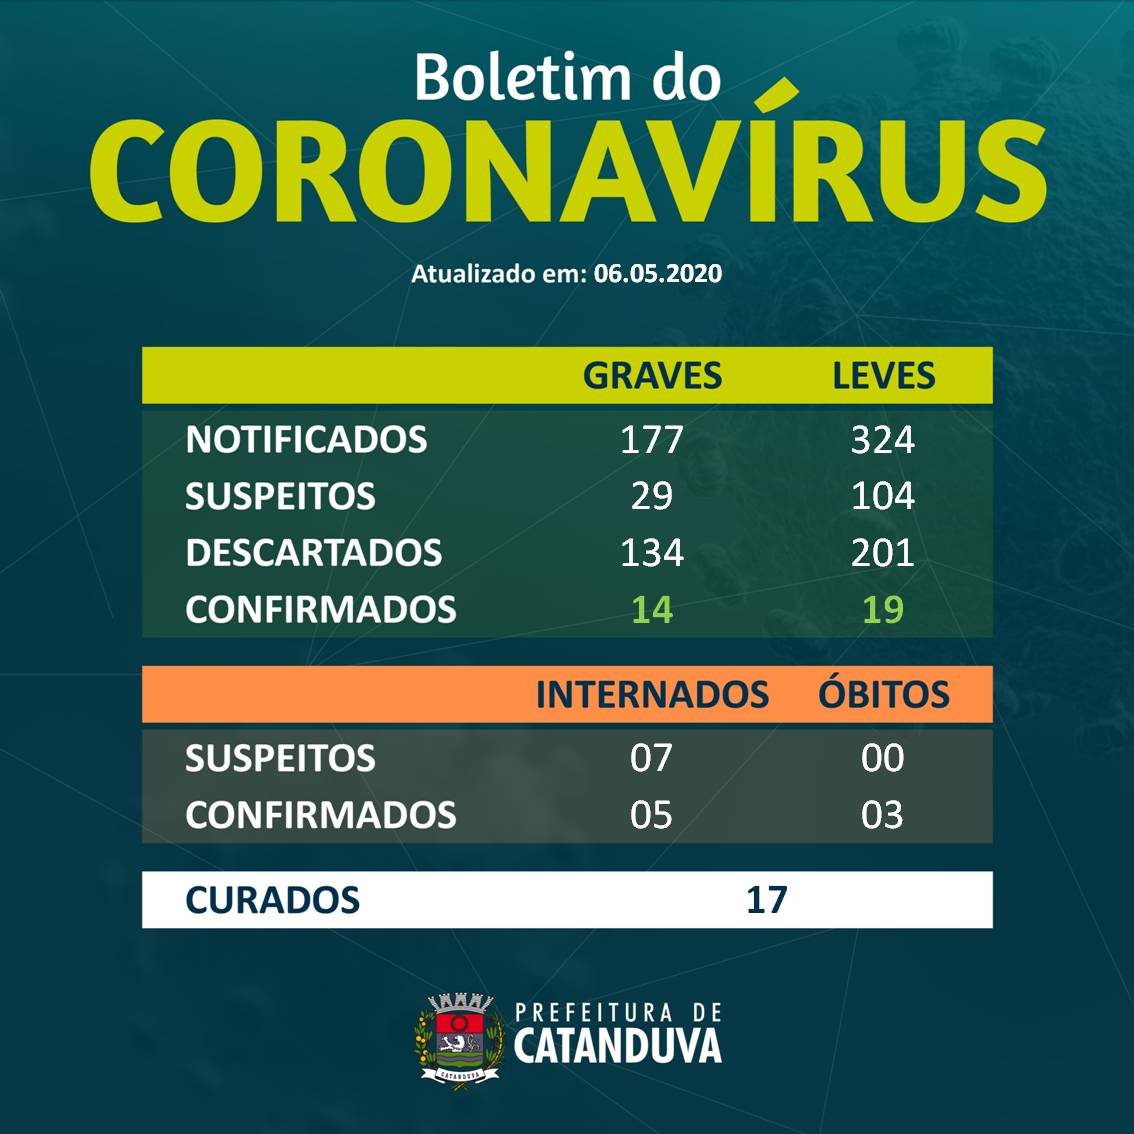 Boletim do
CORONAVÍRUS
Atualizado em: 06.05.2020
GRAVES LEVES
NOTIFICADOS 177 324
SUSPEITOS 29 104
DESCARTADOS 134 201
CONFIRMADOS 14 19
INTERNADOS ÓBITOS
SUSPEITOS 07 00
CONFIRMADOS 05 03
CURADOS 17
PREFEITURA DE
CATANDUVA
CATANDUVA